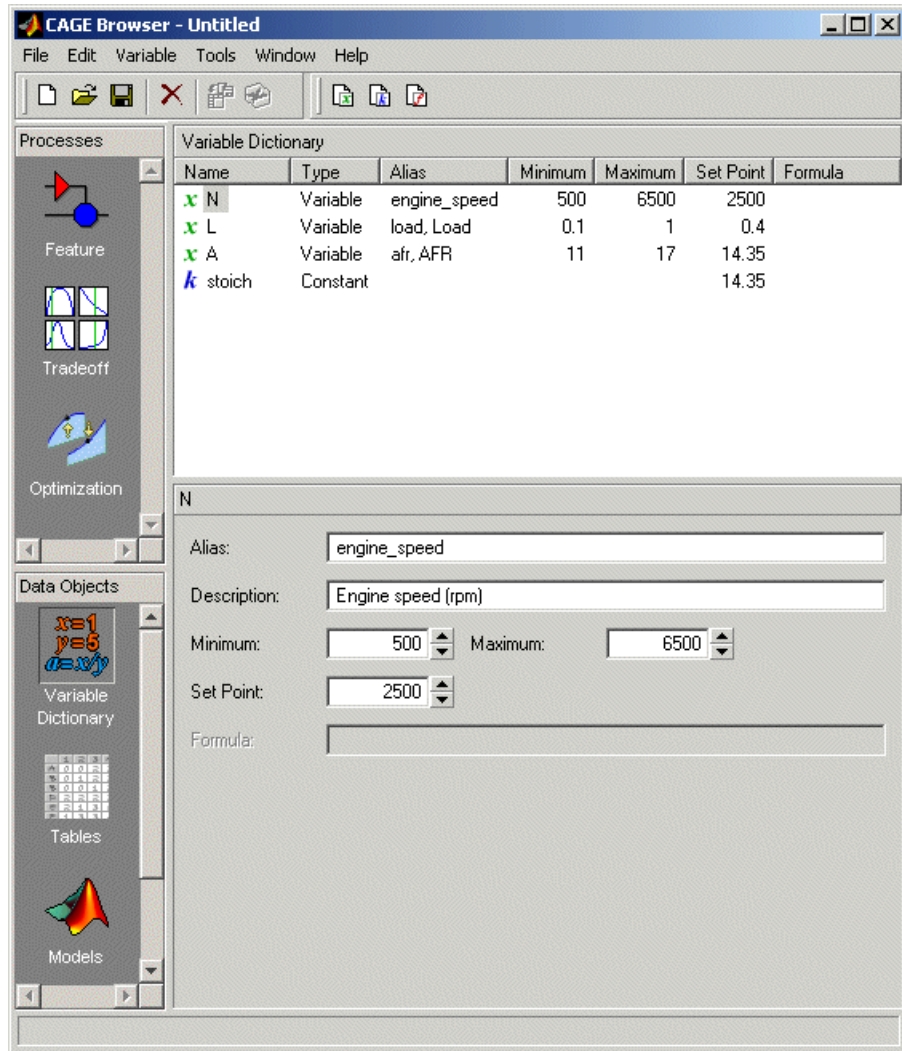 CAGE Browser - Untitled
File Edit Variable Tools Window Help
Processes
Feature
Tradeoff
Optimization
Data Objects
x=1
y=5
a=x/y
Variable
Dictionary
Tables
Models
Variable Dictionary
Name Type Alias Minimum Maximum Set Point Formula
x N Variable engine_speed 500 6500 2500
x L Variable load, Load 0.1 1 0.4
x A Variable afr, AFR 11 17 14.35
k stoich Constant 14.35
N
Alias: engine_speed
Description: Engine speed (rpm)
Minimum: 500 Maximum: 6500
Set Point: 2500
Formula: